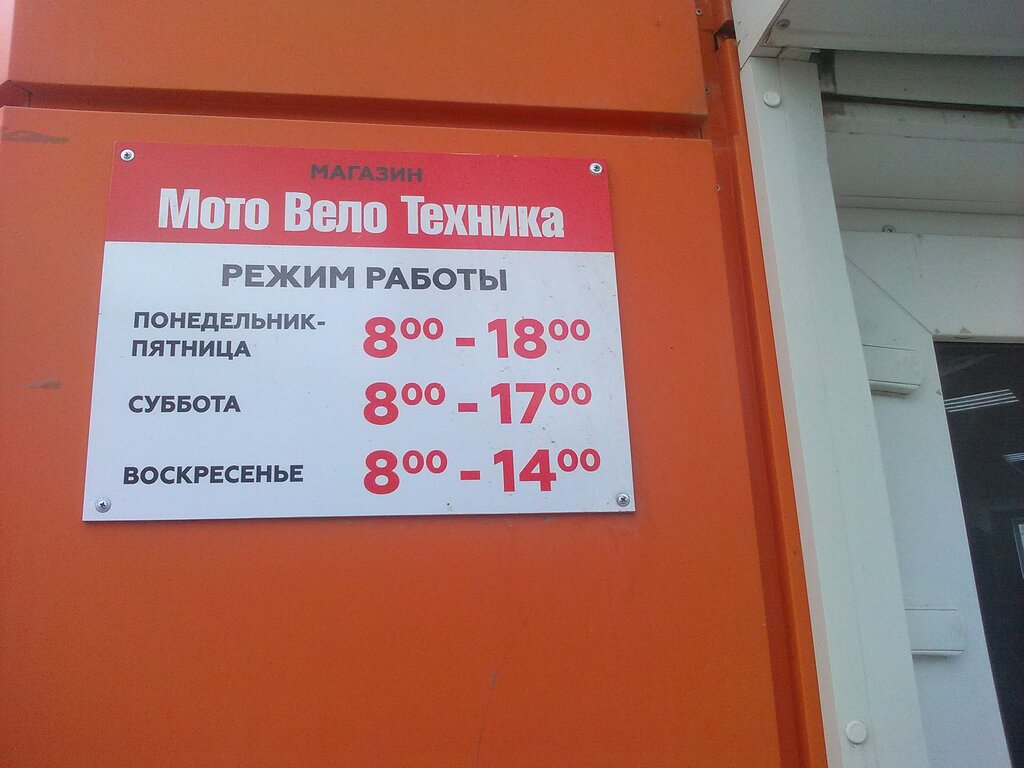 МАГАЗИН
Мото Вело Техника
РЕЖИМ РАБОТЫ
ПОНЕДЕЛЬНИК-
ПЯТНИЦА 8⁰⁰ - 18⁰⁰
СУББОТА 8⁰⁰ - 17⁰⁰
ВОСКРЕСЕНЬЕ 8⁰⁰ - 14⁰⁰